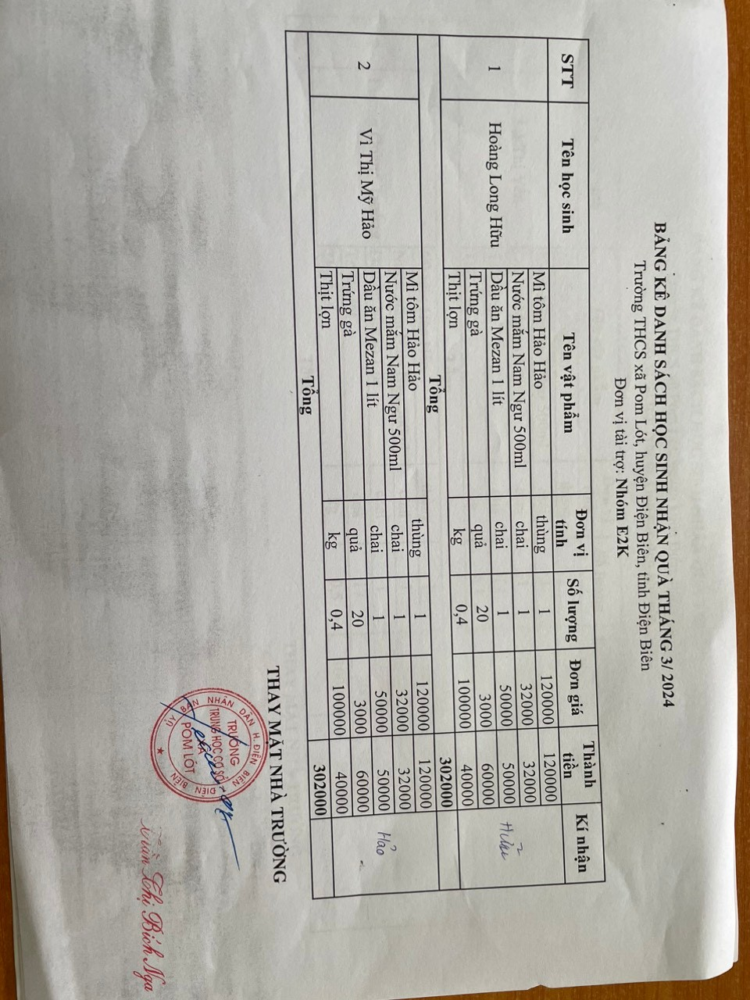 BẢNG KÊ DANH SÁCH HỌC SINH NHẬN QUÀ THÁNG 3/ 2024
Trường THCS xã Pom Lót, huyện Điện Biên, tỉnh Điện Biên
Đơn vị tài trợ: Nhóm E2K
STT Tên học sinh Tên vật phẩm Đơn vị tính Số lượng Đơn giá Thành tiền Kí nhận
1 Hoàng Long Hữu Mì tôm Hảo Hảo thùng 1 120000 120000 Hữu
Nước mắm Nam Ngư 500ml chai 1 32000 32000
Dầu ăn Mezan 1 lít chai 1 50000 50000
Trứng gà quả 20 3000 60000
Thịt lợn kg 0,4 100000 40000
Tổng 302000
2 Vì Thị Mỹ Hảo Mì tôm Hảo Hảo thùng 1 120000 120000 Hảo
Nước mắm Nam Ngư 500ml chai 1 32000 32000
Dầu ăn Mezan 1 lít chai 1 50000 50000
Trứng gà quả 20 3000 60000
Thịt lợn kg 0,4 100000 40000
Tổng 302000
THAY MẶT NHÀ TRƯỜNG
ỦY BAN NHÂN DÂN H. ĐIỆN BIÊN
TRƯỜNG
TRUNG HỌC CƠ SỞ
XÃ
POM LÓT
ĐIỆN BIÊN
Trần Thị Bích Nga